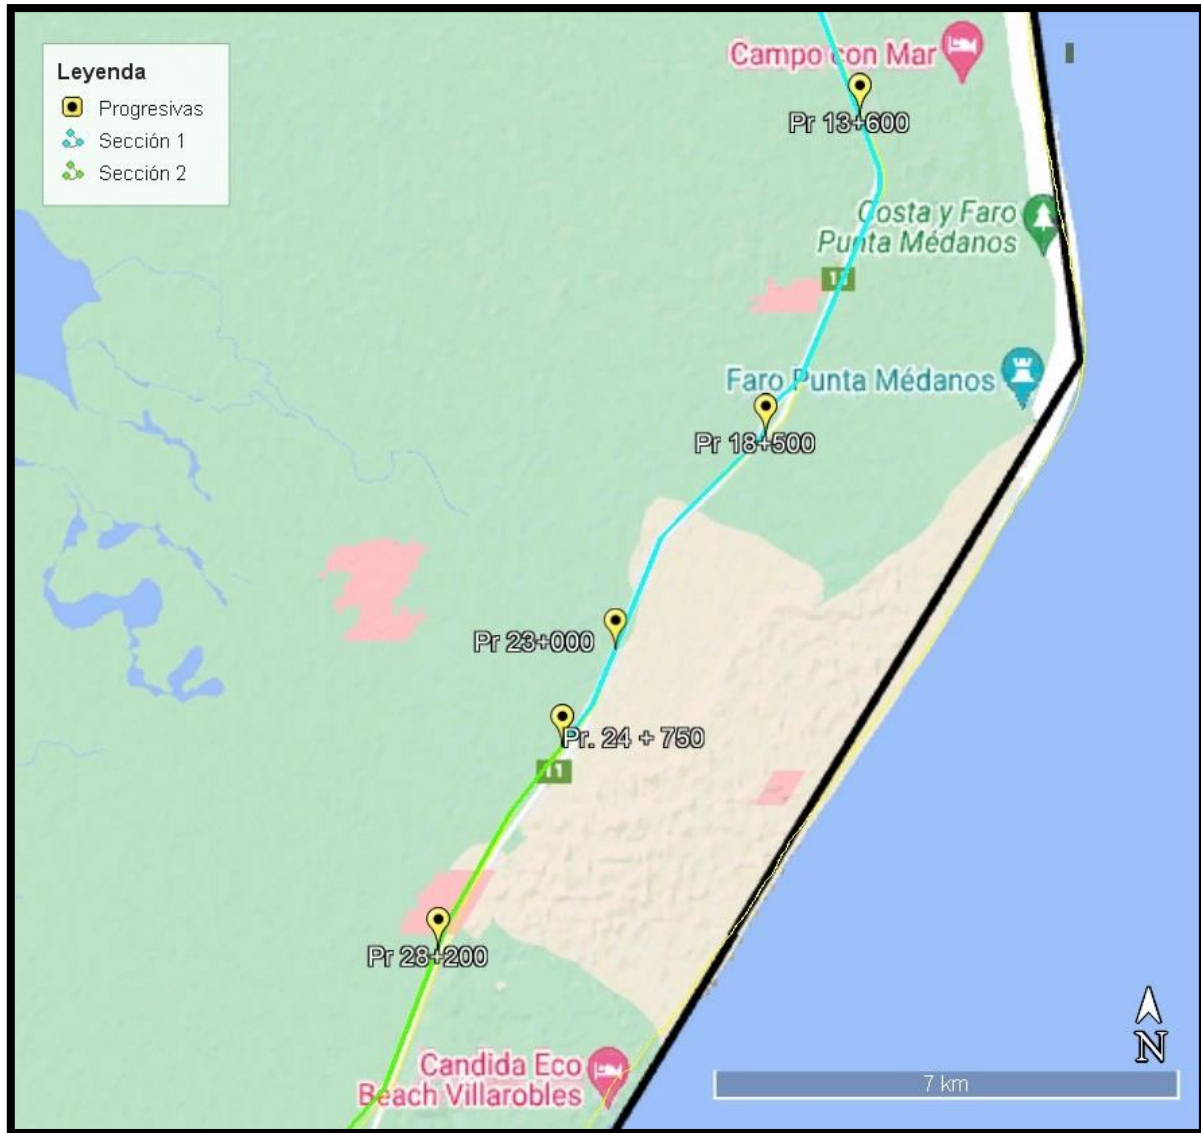 Leyenda
Progresivas
Sección 1
Sección 2
Campo con Mar
Pr 13+600
Costa y Faro
Punta Médanos
11
Faro Punta Médanos
Pr 18+500
Pr 23+000
Pr. 24 + 750
11
Pr 28+200
Candida Eco
Beach Villarobles
N
7 km